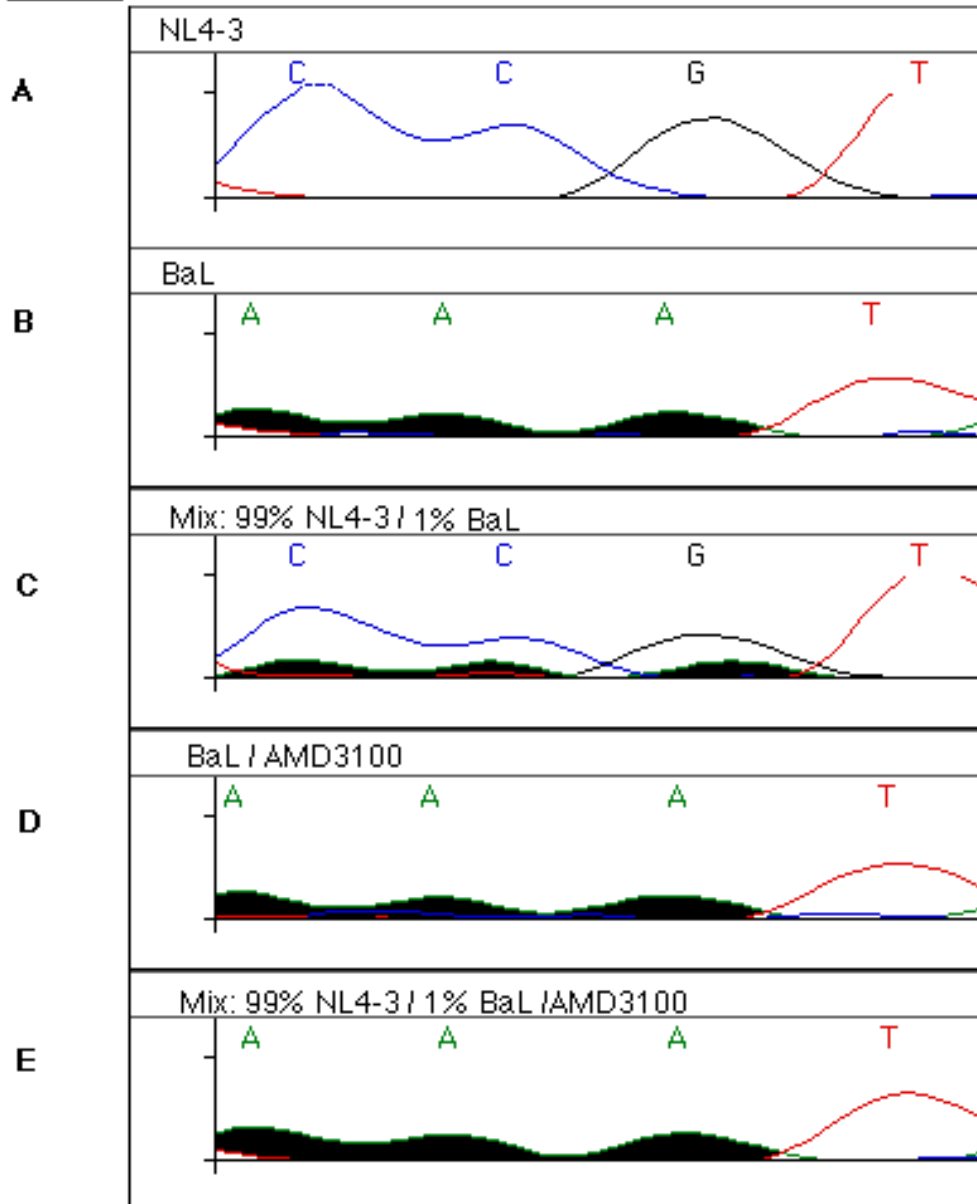 NL4-3
A
C C G T
BaL
B
A A A T
Mix: 99% NL4-3 / 1% BaL
C
C C G T
BaL / AMD3100
D
A A A T
Mix: 99% NL4-3 / 1% BaL /AMD3100
E
A A A T